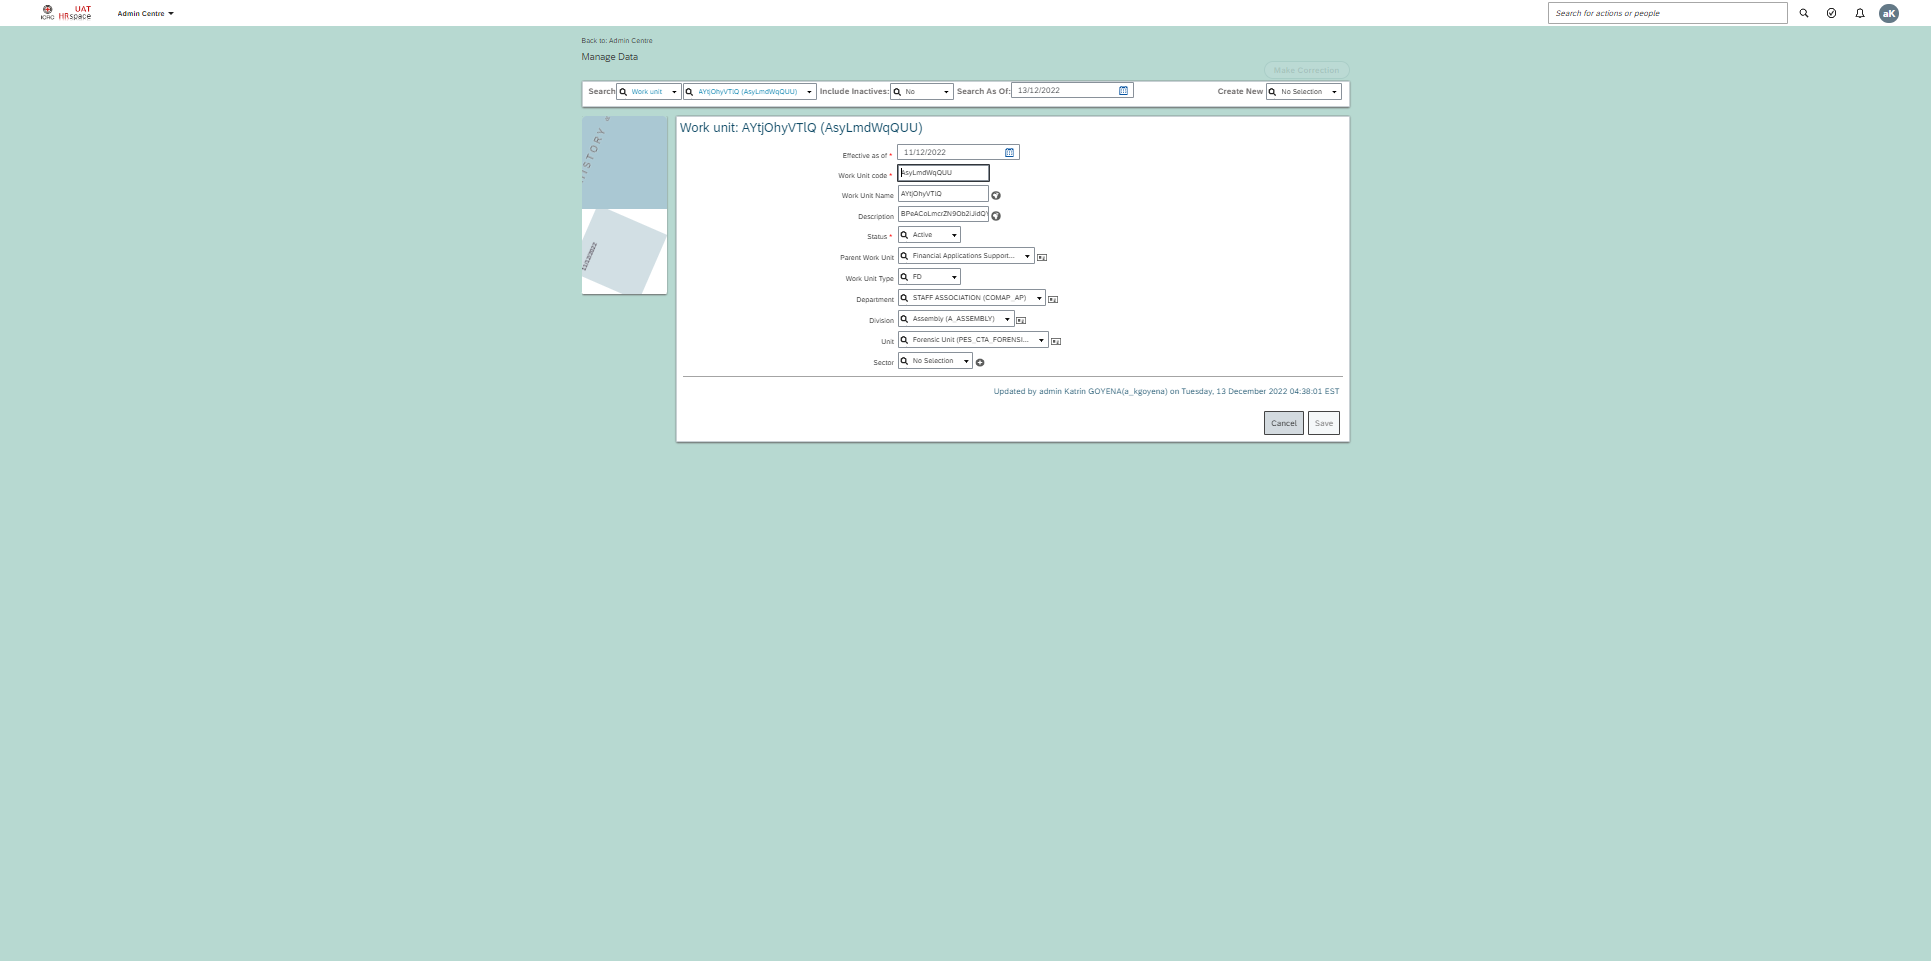 ICRC
UAT
HRspace
Admin Centre
Search for actions or people
aK
Back to: Admin Centre
Manage Data
Make Correction
Search Work unit AYtjOhyVTlQ (AsyLmdWqQUU) Include Inactives: No Search As Of: 13/12/2022 Create New No Selection
HISTORY
11/12/2022
Work unit: AYtjOhyVTlQ (AsyLmdWqQUU)
Effective as of * 11/12/2022
Work Unit code * AsyLmdWqQUU
Work Unit Name AYtjOhyVTlQ
Description
Status * Active
Parent Work Unit Financial Applications Support...
Work Unit Type FD
Department STAFF ASSOCIATION (COMAP_AP)
Division Assembly (A_ASSEMBLY)
Unit Forensic Unit (PES_CTA_FORENSI...
Sector No Selection
Updated by admin Katrin GOYENA(a_kgoyena) on Tuesday, 13 December 2022 04:38:01 EST
Cancel Save